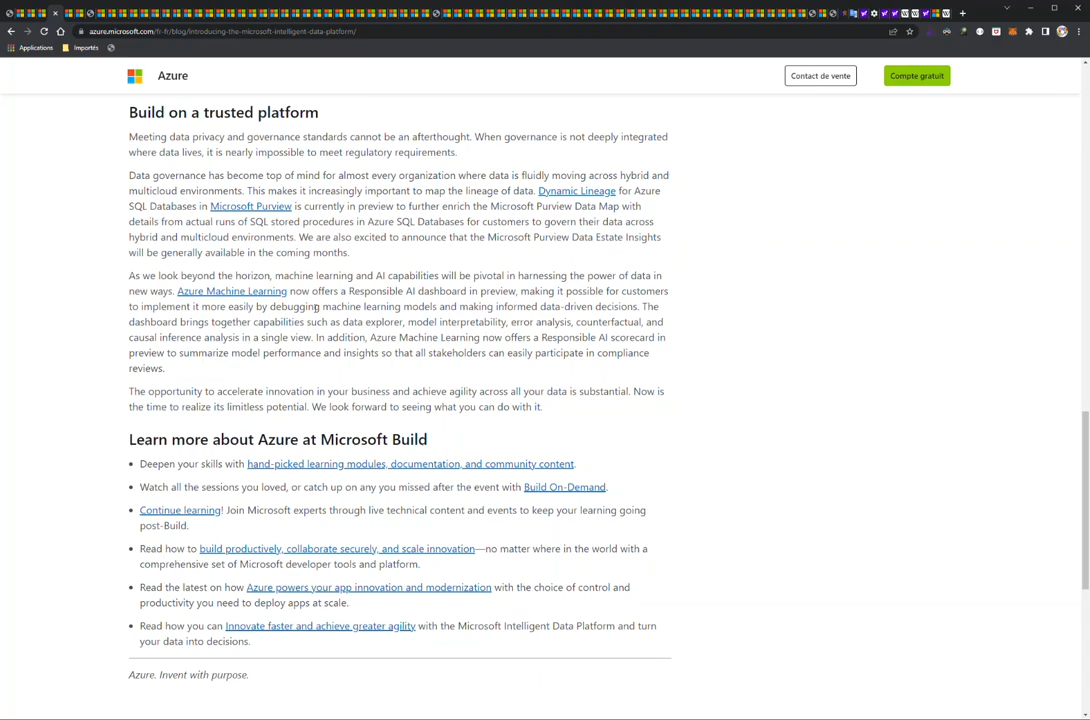 azure.microsoft.com/fr-fr/blog/introducing-the-microsoft-intelligent-data-platform/
Applications
Importés
Azure
Contact de vente
Compte gratuit
Build on a trusted platform
Meeting data privacy and governance standards cannot be an afterthought. When governance is not deeply integrated
where data lives, it is nearly impossible to meet regulatory requirements.
Data governance has become top of mind for almost every organization where data is fluidly moving across hybrid and
multicloud environments. This makes it increasingly important to map the lineage of data. Dynamic Lineage for Azure
SQL Databases in Microsoft Purview is currently in preview to further enrich the Microsoft Purview Data Map with
details from actual runs of SQL stored procedures in Azure SQL Databases for customers to govern their data across
hybrid and multicloud environments. We are also excited to announce that the Microsoft Purview Data Estate Insights
will be generally available in the coming months.
As we look beyond the horizon, machine learning and AI capabilities will be pivotal in harnessing the power of data in
new ways. Azure Machine Learning now offers a Responsible AI dashboard in preview, making it possible for customers
to implement it more easily by debugging machine learning models and making informed data-driven decisions. The
dashboard brings together capabilities such as data explorer, model interpretability, error analysis, counterfactual, and
causal inference analysis in a single view. In addition, Azure Machine Learning now offers a Responsible AI scorecard in
preview to summarize model performance and insights so that all stakeholders can easily participate in compliance
reviews.
The opportunity to accelerate innovation in your business and achieve agility across all your data is substantial. Now is
the time to realize its limitless potential. We look forward to seeing what you can do with it.
Learn more about Azure at Microsoft Build
• Deepen your skills with hand-picked learning modules, documentation, and community content.
• Watch all the sessions you loved, or catch up on any you missed after the event with Build On-Demand.
• Continue learning! Join Microsoft experts through live technical content and events to keep your learning going
post-Build.
• Read how to build productively, collaborate securely, and scale innovation—no matter where in the world with a
comprehensive set of Microsoft developer tools and platform.
• Read the latest on how Azure powers your app innovation and modernization with the choice of control and
productivity you need to deploy apps at scale.
• Read how you can Innovate faster and achieve greater agility with the Microsoft Intelligent Data Platform and turn
your data into decisions.
Azure. Invent with purpose.